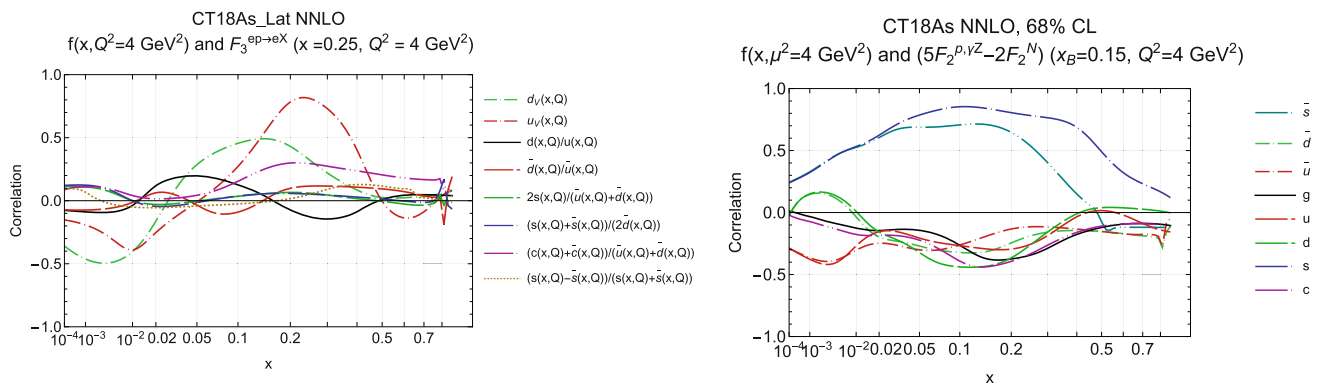 CT18As_Lat NNLO
f(x,Q²=4 GeV²) and F₃ᵉᵖ→ᵉˣ (x =0.25, Q² = 4 GeV²)
1.0
0.5
0.0
−0.5
−1.0
Correlation
10⁻⁴ 10⁻³ 10⁻² 0.02 0.05 0.1 0.2 0.5 0.7
x
d_V(x,Q)
u_V(x,Q)
d(x,Q)/u(x,Q)
d̄(x,Q)/ū(x,Q)
2s(x,Q)/(ū(x,Q)+d̄(x,Q))
(s(x,Q)+s̄(x,Q))/(2d̄(x,Q))
(c(x,Q)+c̄(x,Q))/(ū(x,Q)+d̄(x,Q))
(s(x,Q)−s̄(x,Q))/(s(x,Q)+s̄(x,Q))
CT18As NNLO, 68% CL
f(x,μ²=4 GeV²) and (5F₂^{p,γZ}−2F₂^N) (x_B=0.15, Q²=4 GeV²)
1.0
0.5
0.0
−0.5
−1.0
Correlation
10⁻⁴ 10⁻³ 10⁻² 0.02 0.05 0.1 0.2 0.5 0.7
x
s̄
d̄
ū
g
u
d
s
c